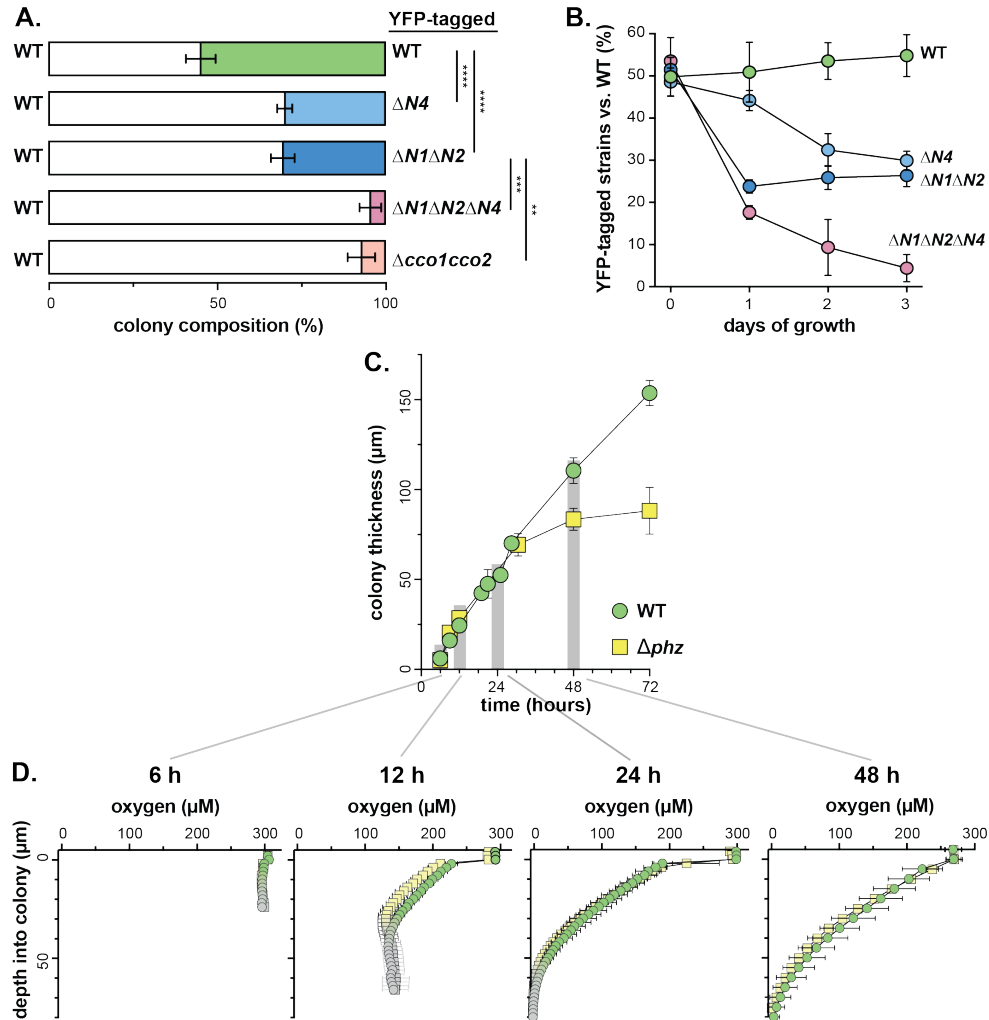 A.
YFP-tagged
WT WT
****
****
WT ΔN4
WT ΔN1ΔN2
***
**
WT ΔN1ΔN2ΔN4
WT Δcco1cco2
0 50 100
colony composition (%)
B.
YFP-tagged strains vs. WT (%)
60
50
40
30
20
10
0
WT
ΔN4
ΔN1ΔN2
ΔN1ΔN2ΔN4
0 1 2 3
days of growth
C.
colony thickness (µm)
150
100
50
0
WT
Δphz
0 24 48 72
time (hours)
D.
6 h 12 h 24 h 48 h
oxygen (µM) oxygen (µM) oxygen (µM) oxygen (µM)
0 100 200 300 0 100 200 300 0 100 200 300 0 100 200 300
depth into colony (µm)
0
50